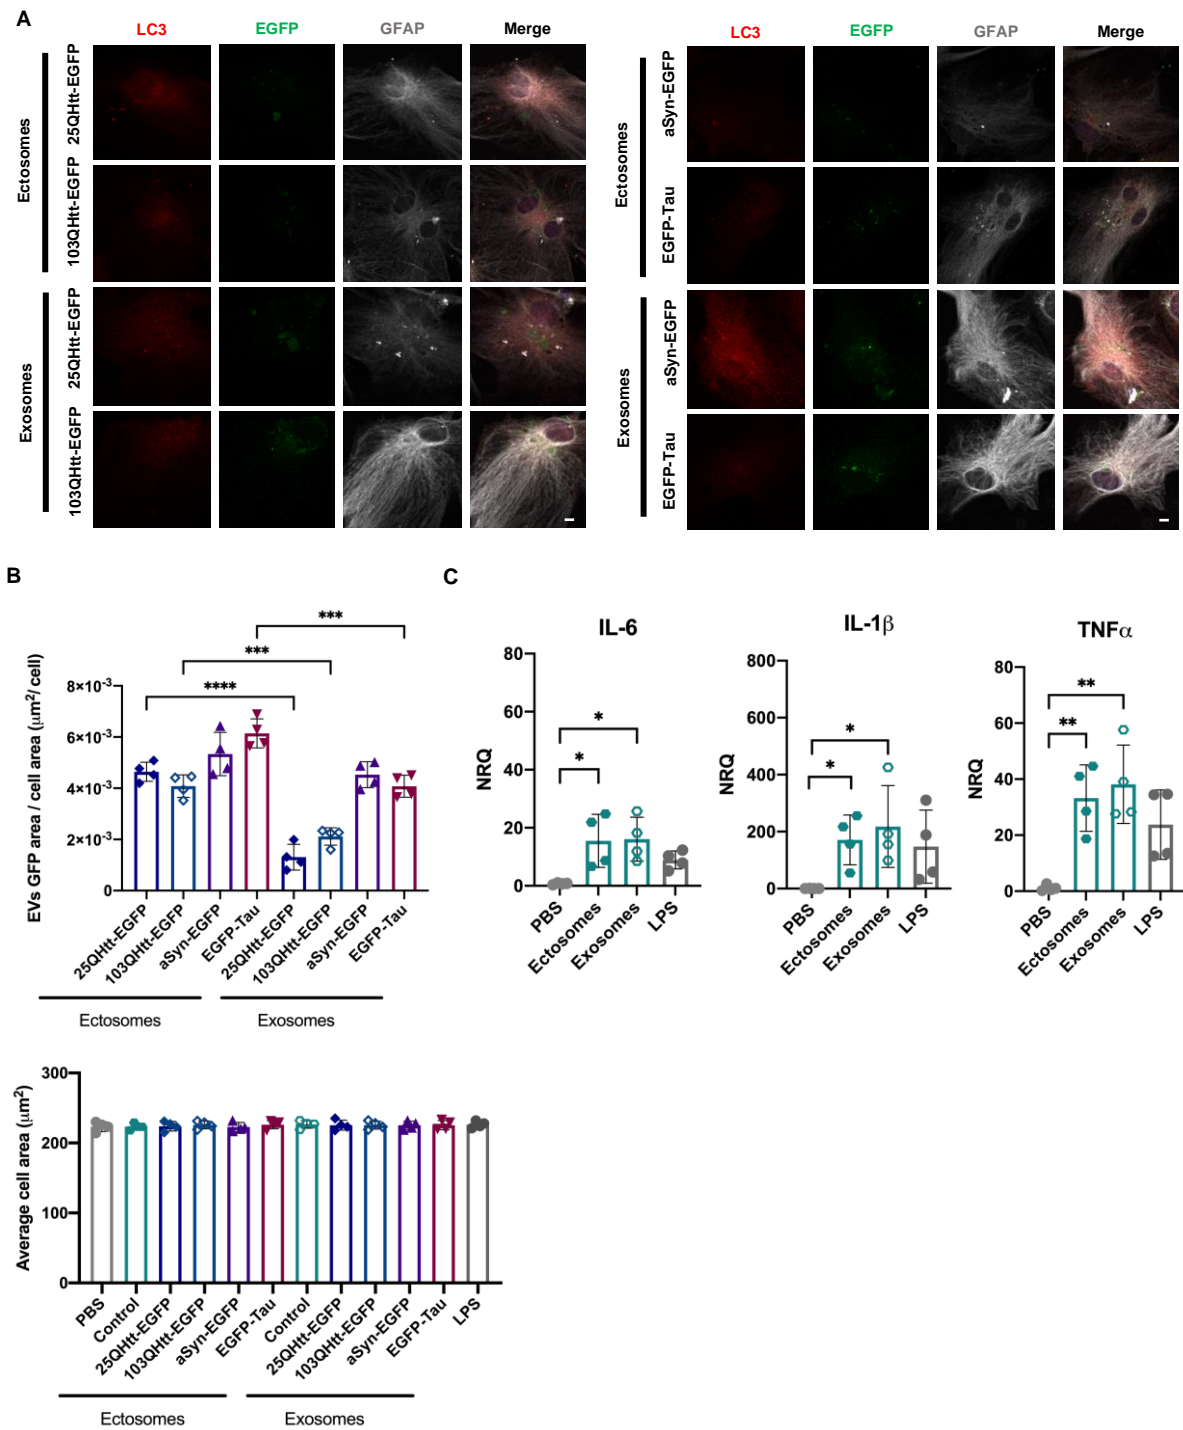 A
LC3 EGFP GFAP Merge
LC3 EGFP GFAP Merge
Ectosomes
25QHtt-EGFP
103QHtt-EGFP
Exosomes
25QHtt-EGFP
103QHtt-EGFP
Ectosomes
aSyn-EGFP
EGFP-Tau
Exosomes
aSyn-EGFP
EGFP-Tau
B
EVs GFP area / cell area (μm²/ cell)
8×10⁻³
6×10⁻³
4×10⁻³
2×10⁻³
0
***
***
****
25QHtt-EGFP
103QHtt-EGFP
aSyn-EGFP
EGFP-Tau
25QHtt-EGFP
103QHtt-EGFP
aSyn-EGFP
EGFP-Tau
Ectosomes Exosomes
Average cell area (μm²)
300
200
100
0
PBS
Control
25QHtt-EGFP
103QHtt-EGFP
aSyn-EGFP
EGFP-Tau
Control
25QHtt-EGFP
103QHtt-EGFP
aSyn-EGFP
EGFP-Tau
LPS
Ectosomes Exosomes
C
IL-6
NRQ
80
60
40
20
0
*
*
PBS
Ectosomes
Exosomes
LPS
IL-1β
NRQ
800
600
400
200
0
*
*
PBS
Ectosomes
Exosomes
LPS
TNFα
NRQ
80
60
40
20
0
**
**
PBS
Ectosomes
Exosomes
LPS